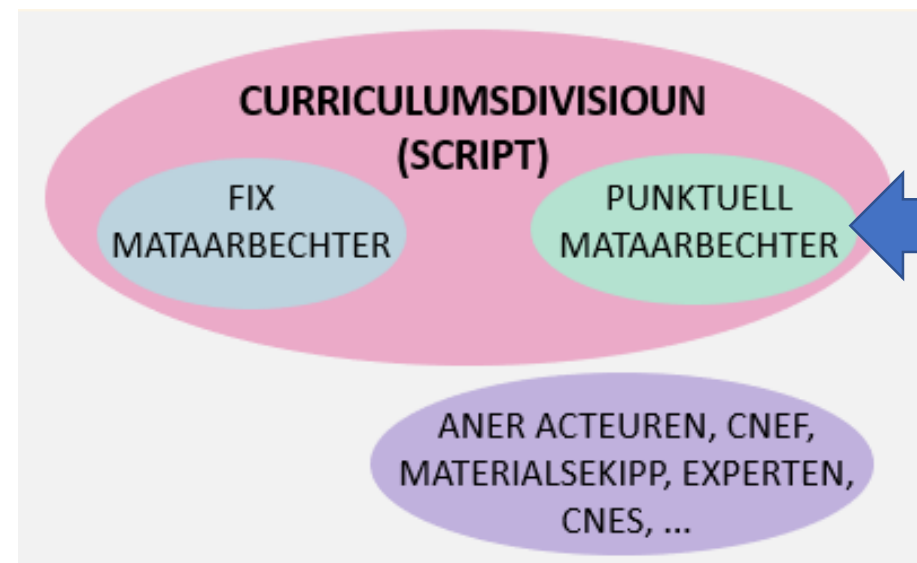 CURRICULUMSDIVISIOUN
(SCRIPT)
FIX
MATAARBECHTER
PUNKTUELL
MATAARBECHTER
ANER ACTEUREN, CNEF,
MATERIALSEKIPP, EXPERTEN,
CNES, ...